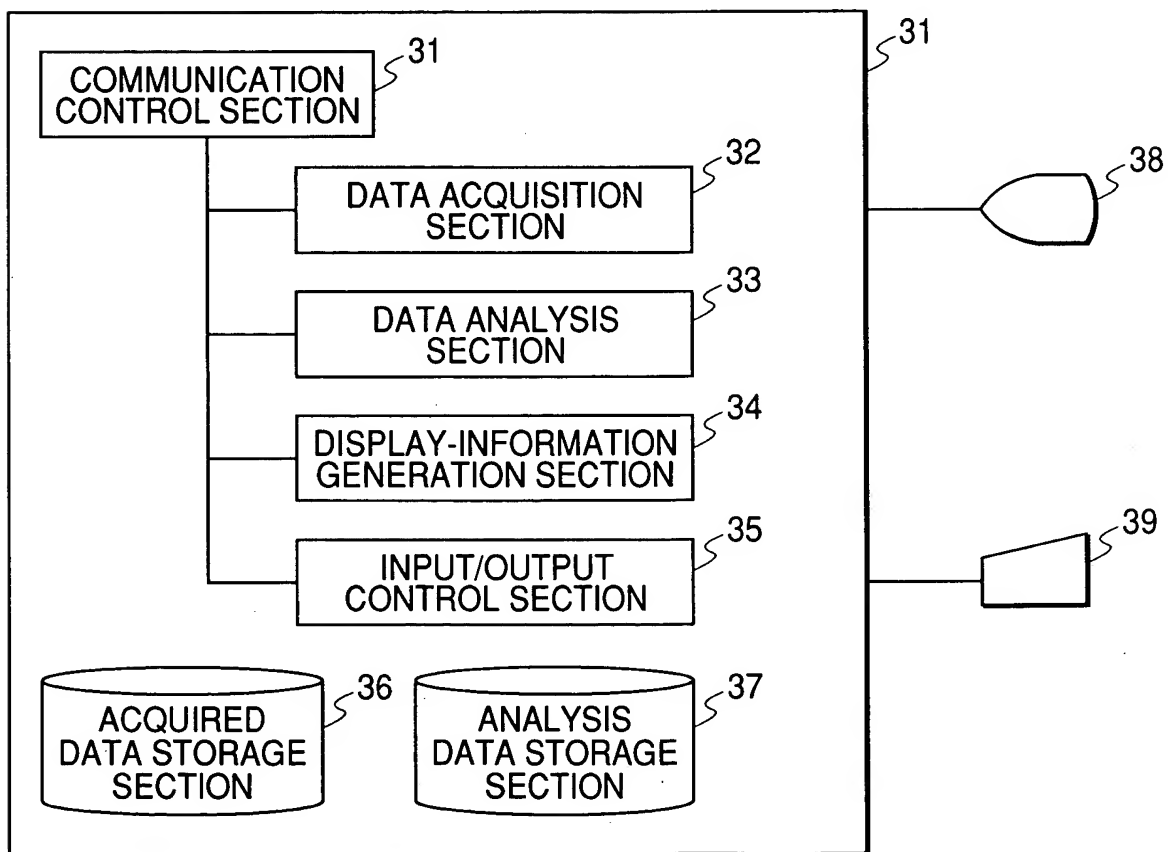 31
COMMUNICATION
CONTROL SECTION
31
32
DATA ACQUISITION
SECTION
38
33
DATA ANALYSIS
SECTION
34
DISPLAY-INFORMATION
GENERATION SECTION
35
INPUT/OUTPUT
CONTROL SECTION
39
36
ACQUIRED
DATA STORAGE
SECTION
37
ANALYSIS
DATA STORAGE
SECTION